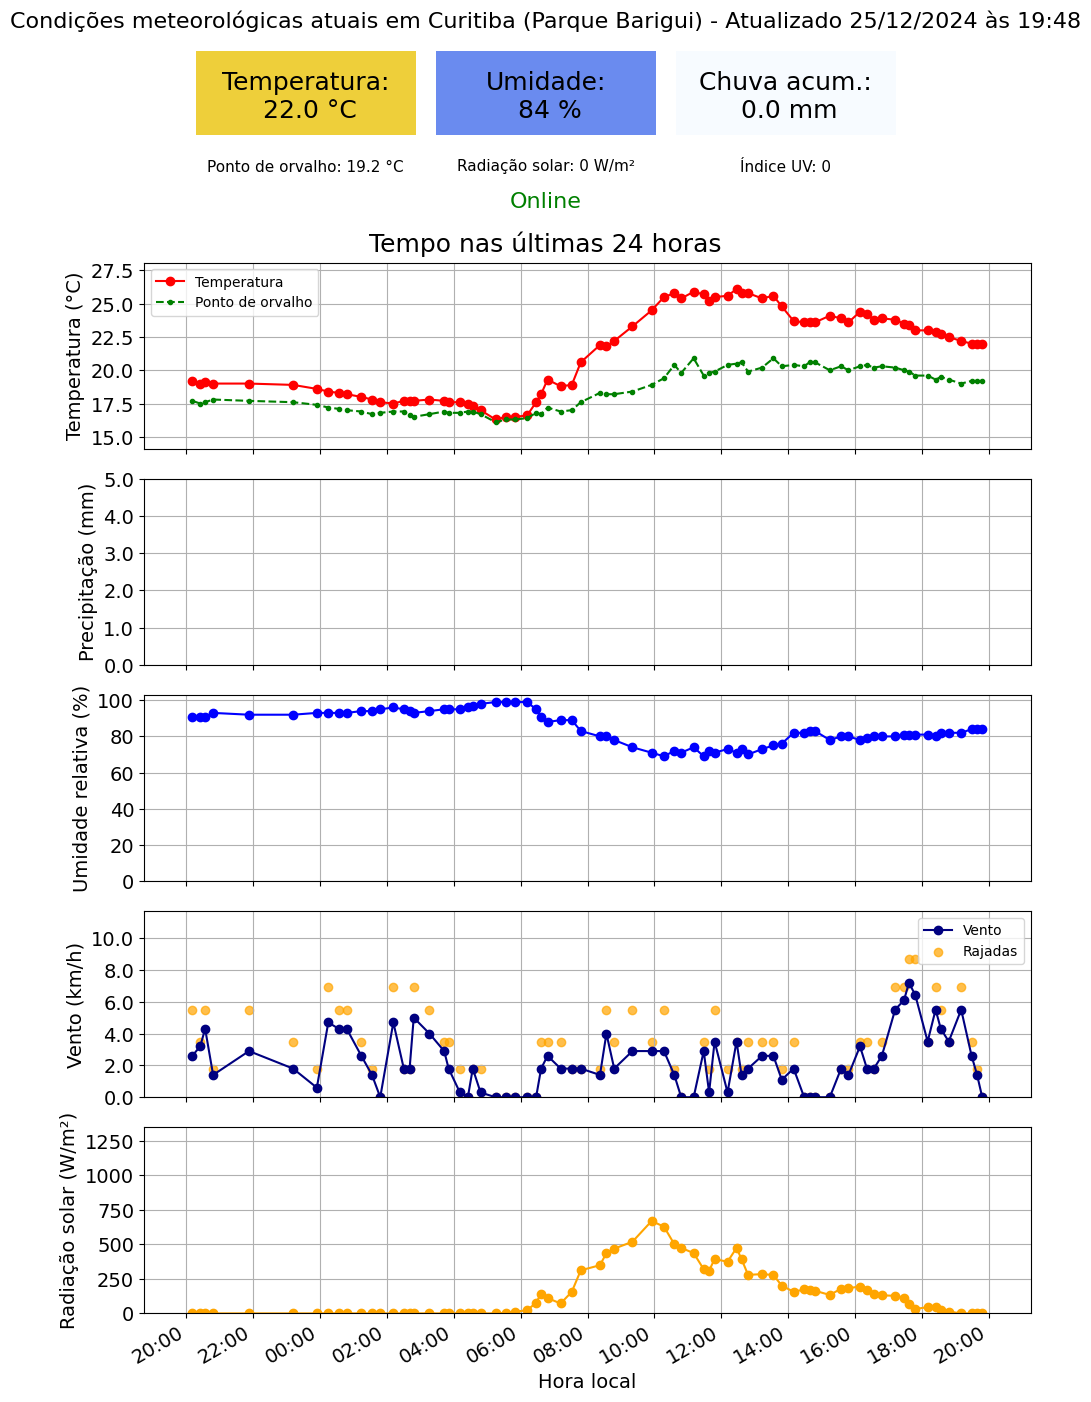 Condições meteorológicas atuais em Curitiba (Parque Barigui) - Atualizado 25/12/2024 às 19:48
Temperatura:
22.0 °C
Umidade:
84 %
Chuva acum.:
0.0 mm
Ponto de orvalho: 19.2 °C
Radiação solar: 0 W/m²
Índice UV: 0
Online
Tempo nas últimas 24 horas
Temperatura (°C)
27.5
25.0
22.5
20.0
17.5
15.0
Temperatura
Ponto de orvalho
Precipitação (mm)
5.0
4.0
3.0
2.0
1.0
0.0
Umidade relativa (%)
100
80
60
40
20
0
Vento (km/h)
10.0
8.0
6.0
4.0
2.0
0.0
Vento
Rajadas
Radiação solar (W/m²)
1250
1000
750
500
250
0
20:00
22:00
00:00
02:00
04:00
06:00
08:00
10:00
12:00
14:00
16:00
18:00
20:00
Hora local